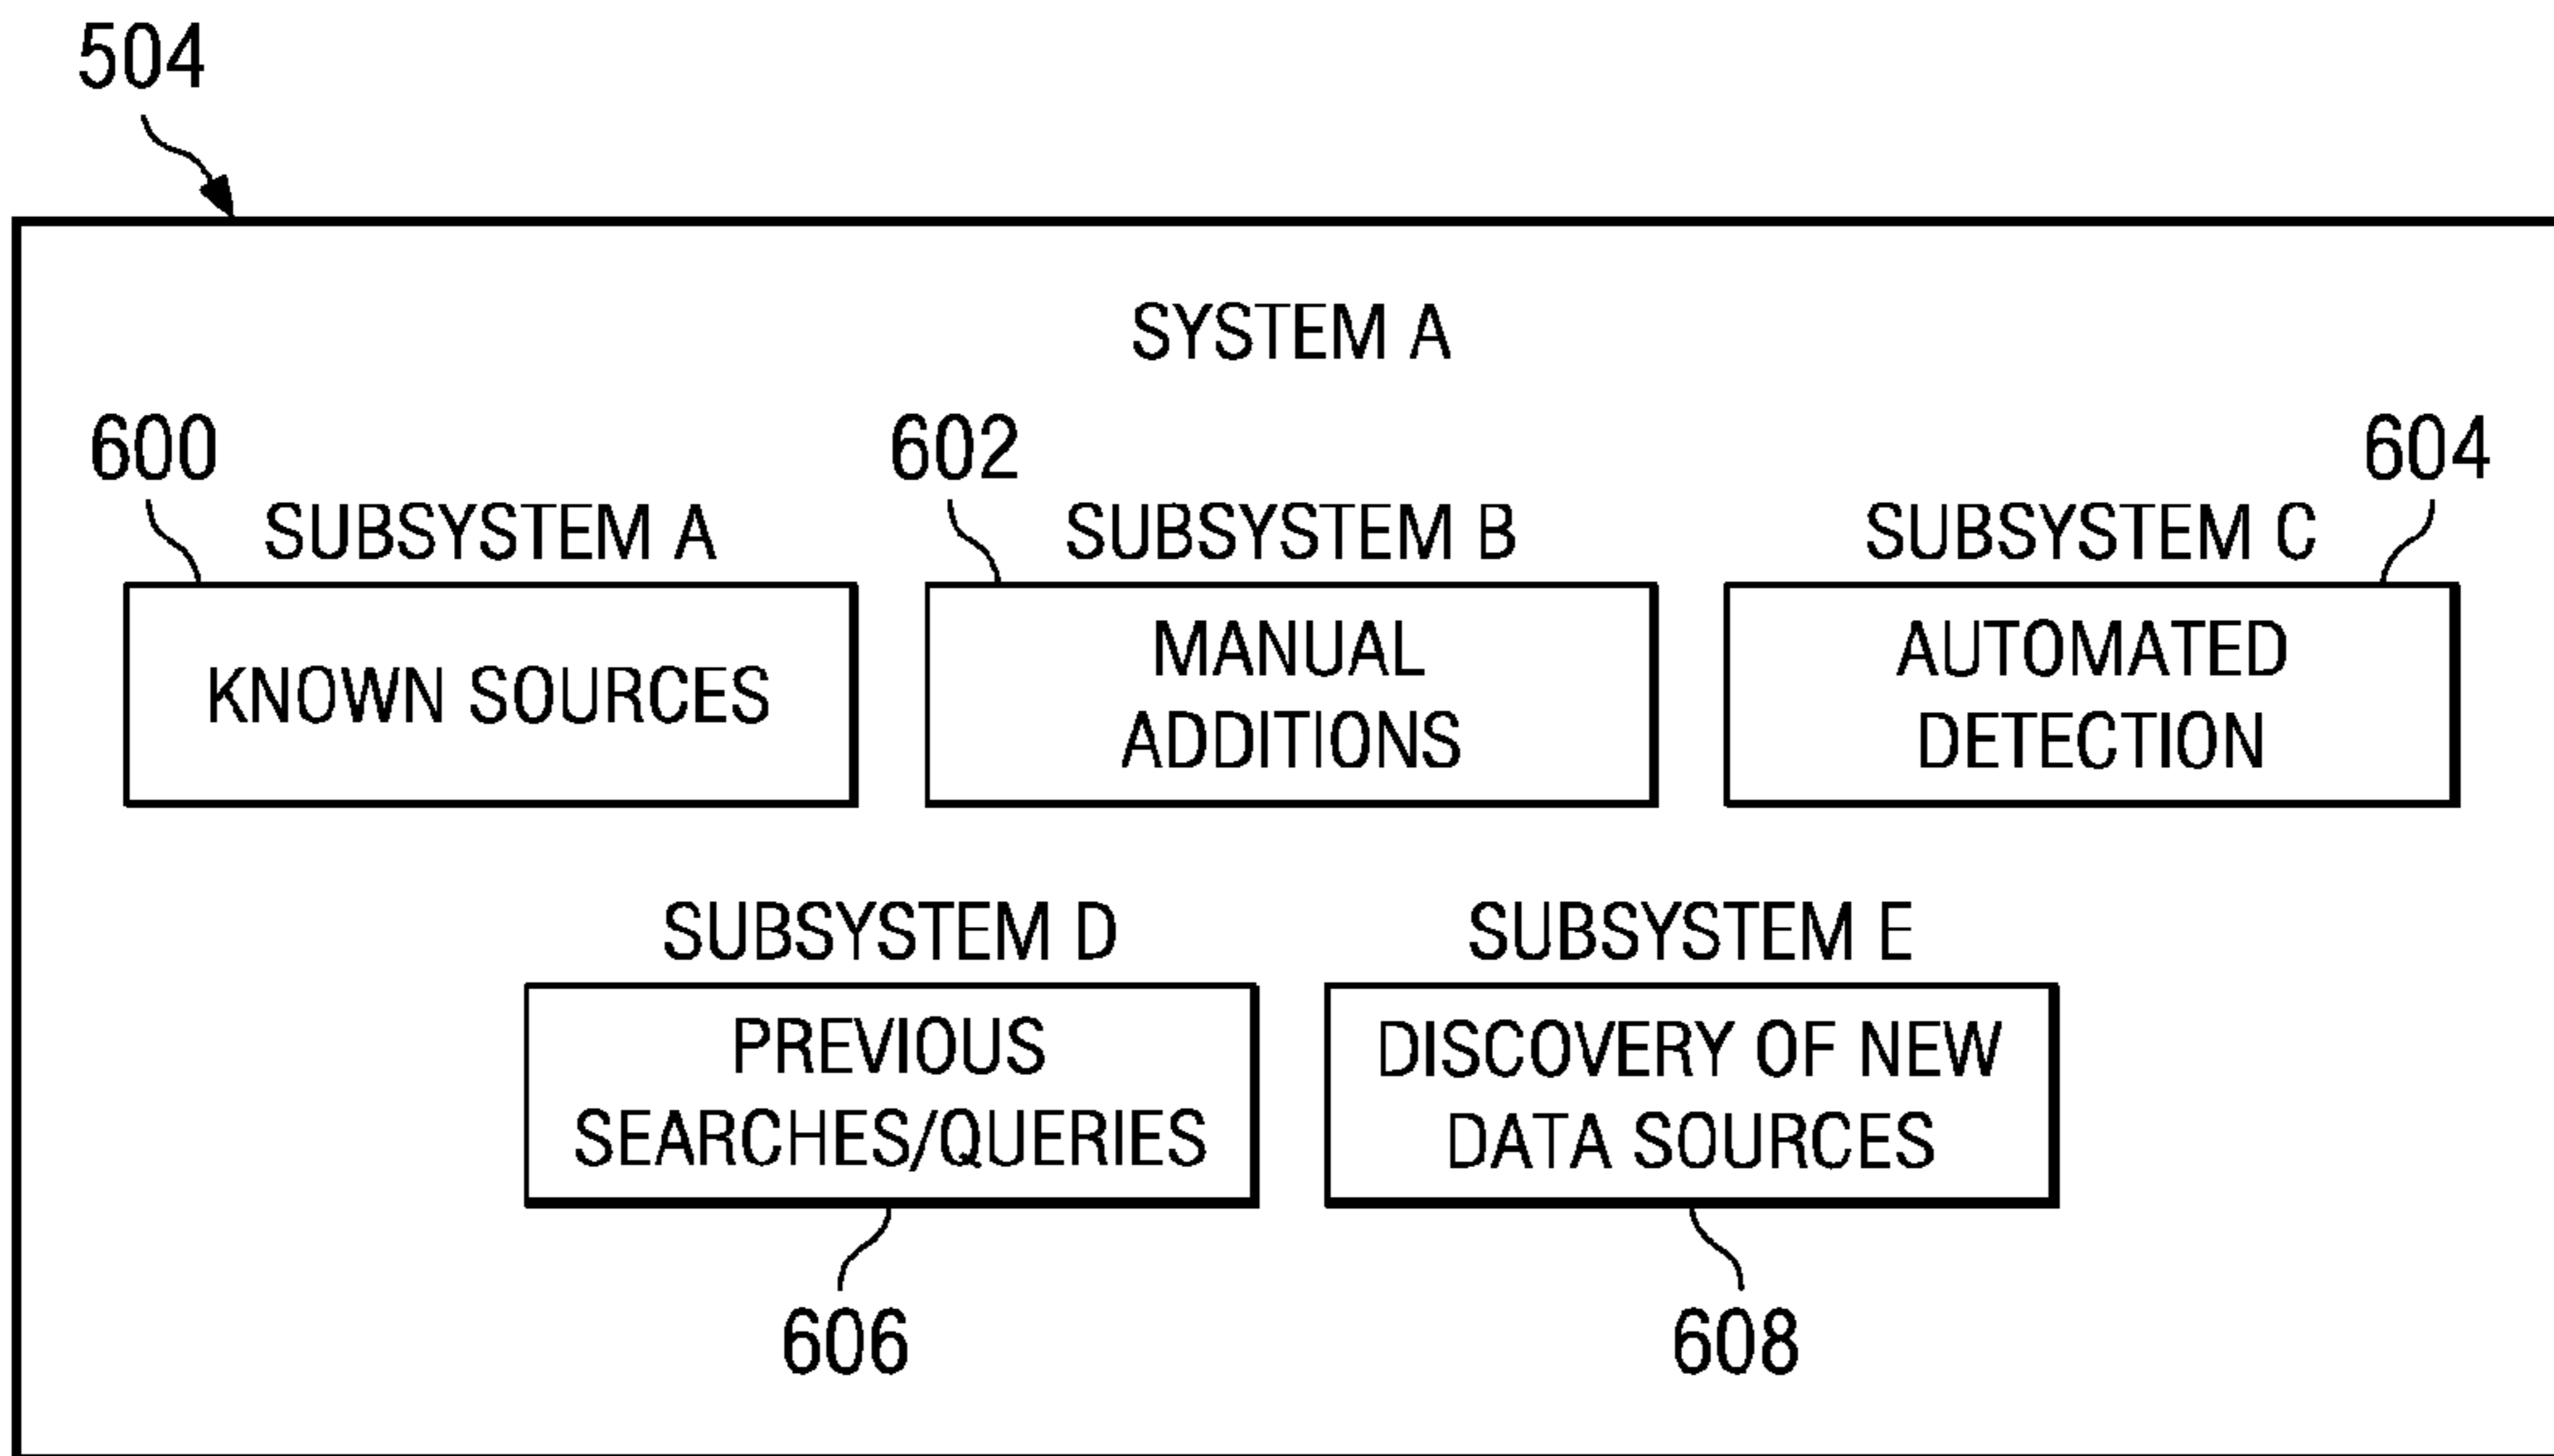 504
SYSTEM A
600
602
604
SUBSYSTEM A
SUBSYSTEM B
SUBSYSTEM C
KNOWN SOURCES
MANUAL
ADDITIONS
AUTOMATED
DETECTION
SUBSYSTEM D
SUBSYSTEM E
PREVIOUS
SEARCHES/QUERIES
DISCOVERY OF NEW
DATA SOURCES
606
608